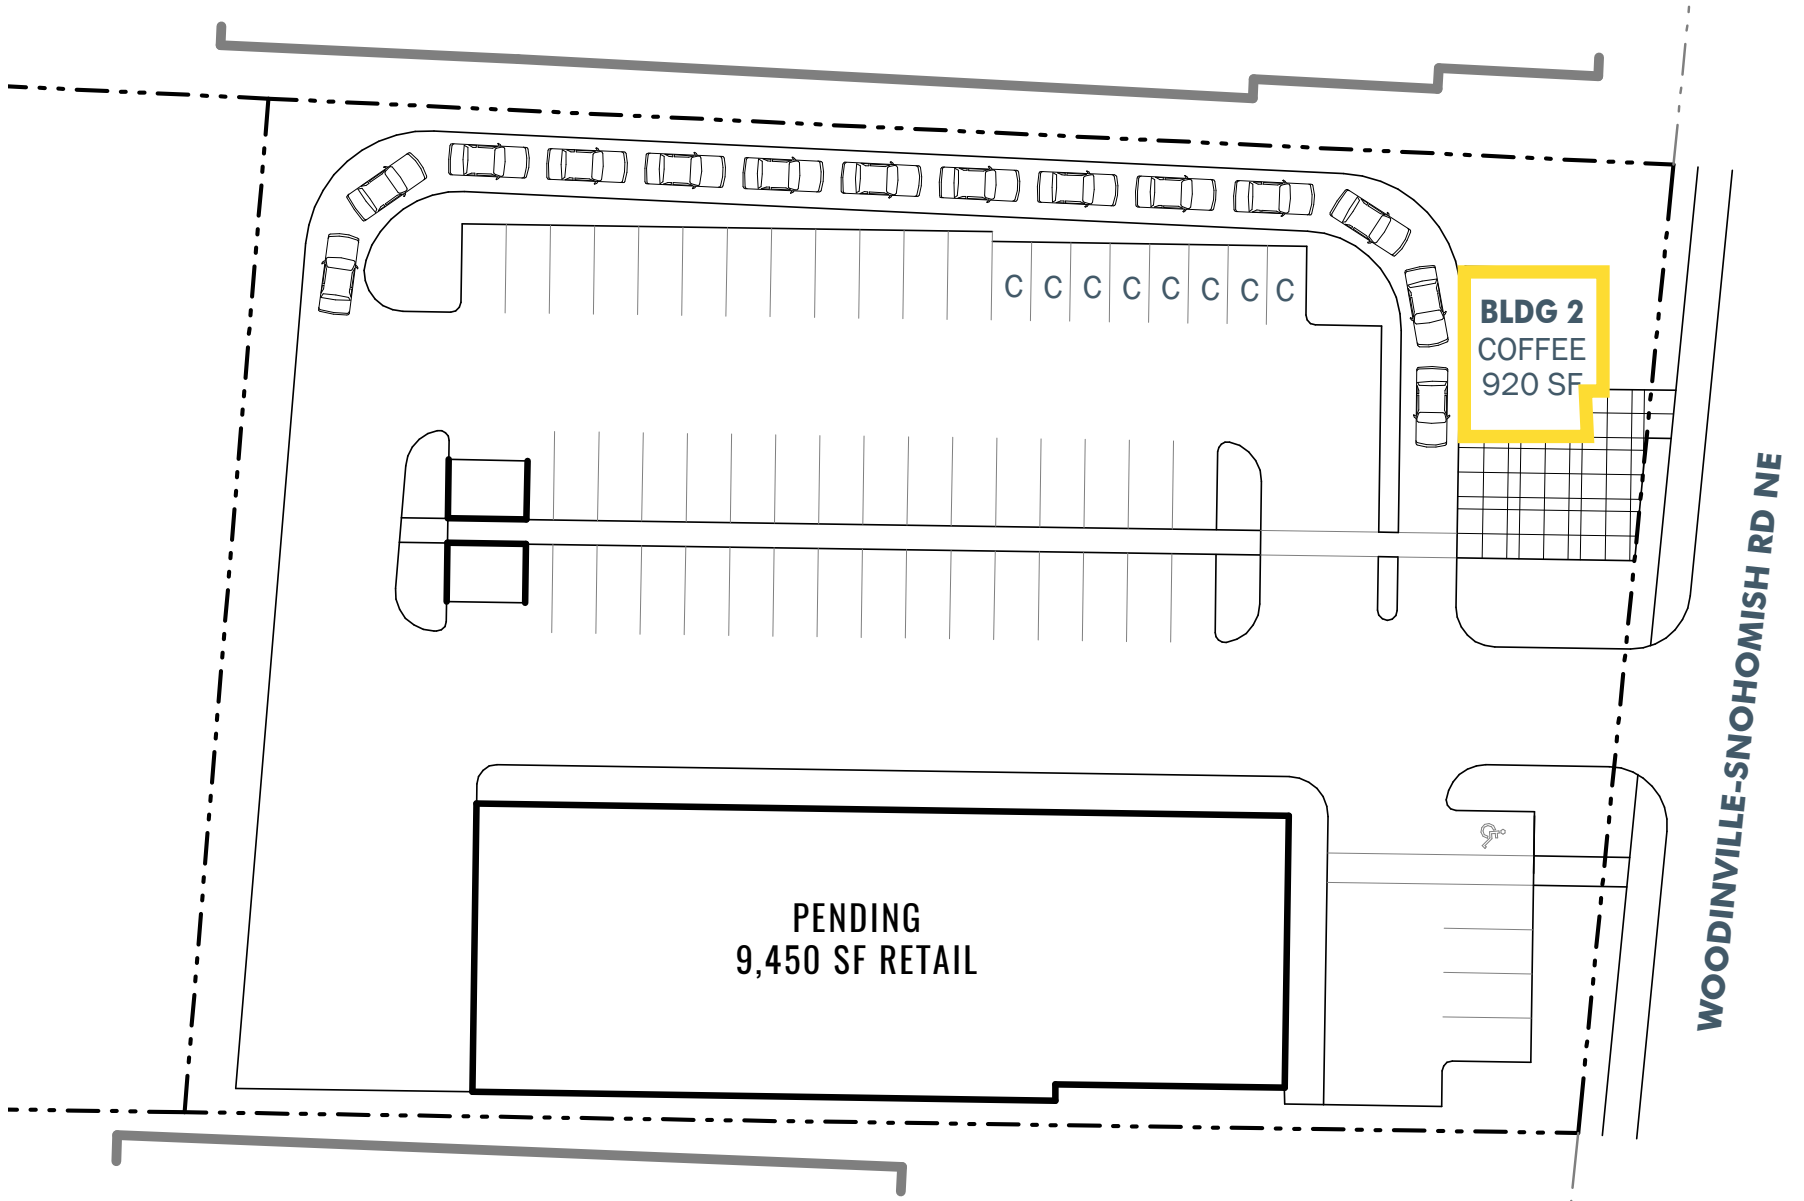 C C C C C C C C
BLDG 2
COFFEE
920 SF
WOODINVILLE-SNOHOMISH RD NE
PENDING
9,450 SF RETAIL